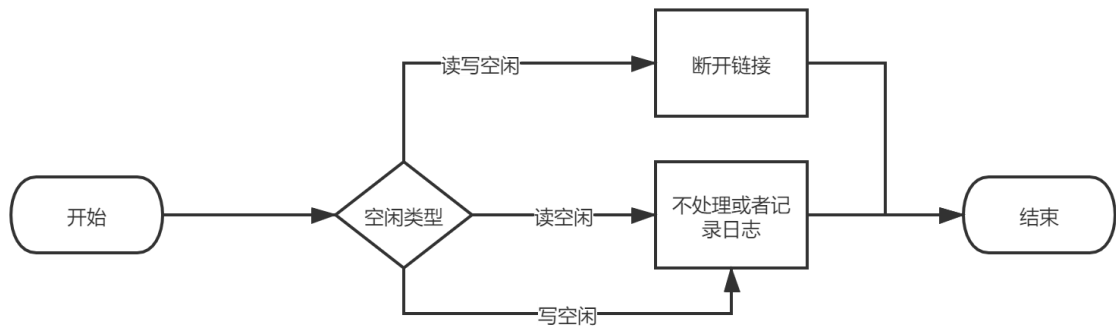 读写空闲
断开链接
开始
空闲类型
读空闲
不处理或者记
录日志
结束
写空闲